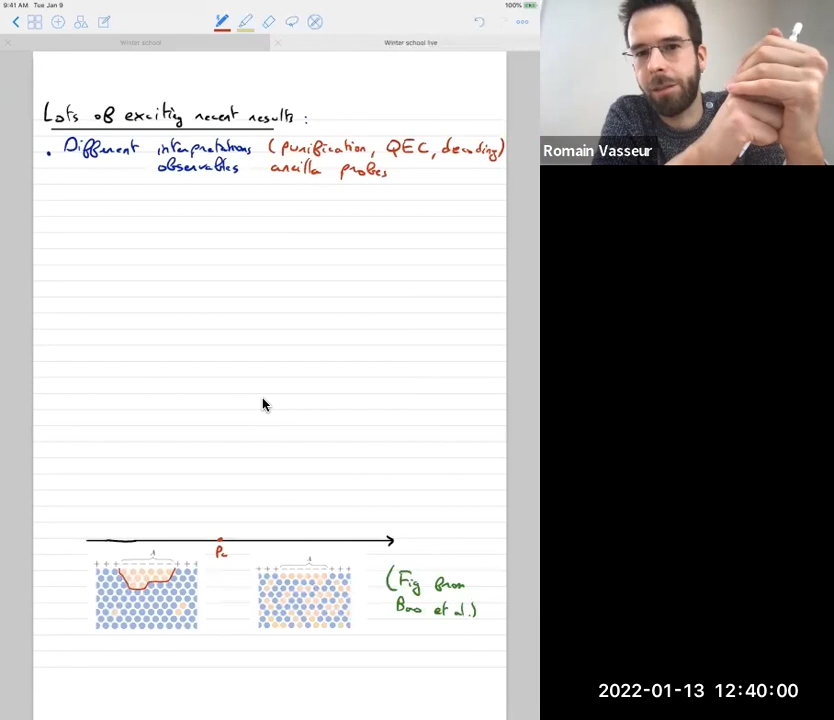 9:41 AM Tue Jan 9
100%
Winter school
Winter school live
Lots of exciting recent results :
. Different interpretations (purification, QEC, decoding)
observables ancilla probes
Pc
A
A
+ + + + + +
+ + + + + +
(Fig from
Bao et al.)
Romain Vasseur
2022-01-13 12:40:00